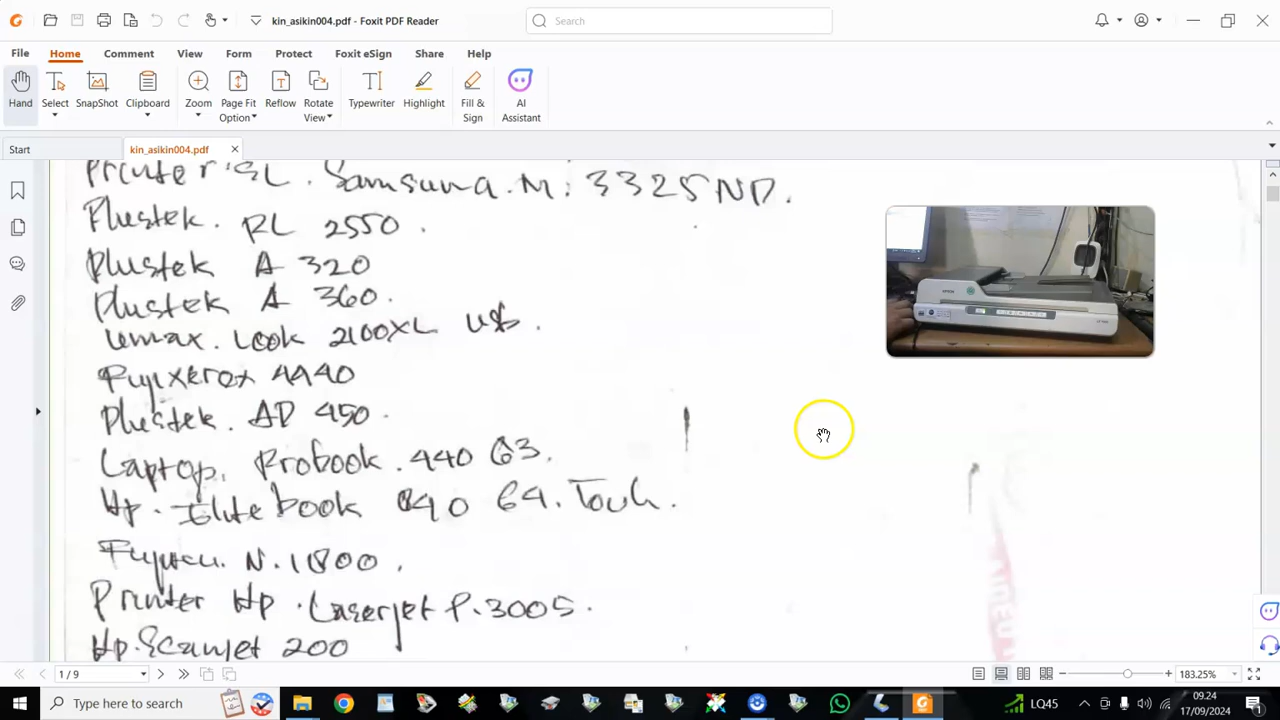 kin_asikin004.pdf - Foxit PDF Reader
Search
File Home Comment View Form Protect Foxit eSign Share Help
Hand Select SnapShot Clipboard Zoom Page Fit Option Reflow Rotate View Typewriter Highlight Fill & Sign AI Assistant
Start kin_asikin004.pdf
Printer SL. Samsung. M: 3325 ND.
Plustek. PL 2550.
Plustek A 320
Plustek A 360.
Umax. Look 2100XL usb.
Fujixerox 4440
Plustek. AD 450.
Laptop. Probook. 440 G3.
Hp. Elitebook 840 G4. Touch.
Fujitsu. N. 1800.
Printer Hp. Laserjet P. 3005.
Hp. Scanjet 200
EPSON
1 / 9
183.25%
Type here to search
LQ45
09.24
17/09/2024